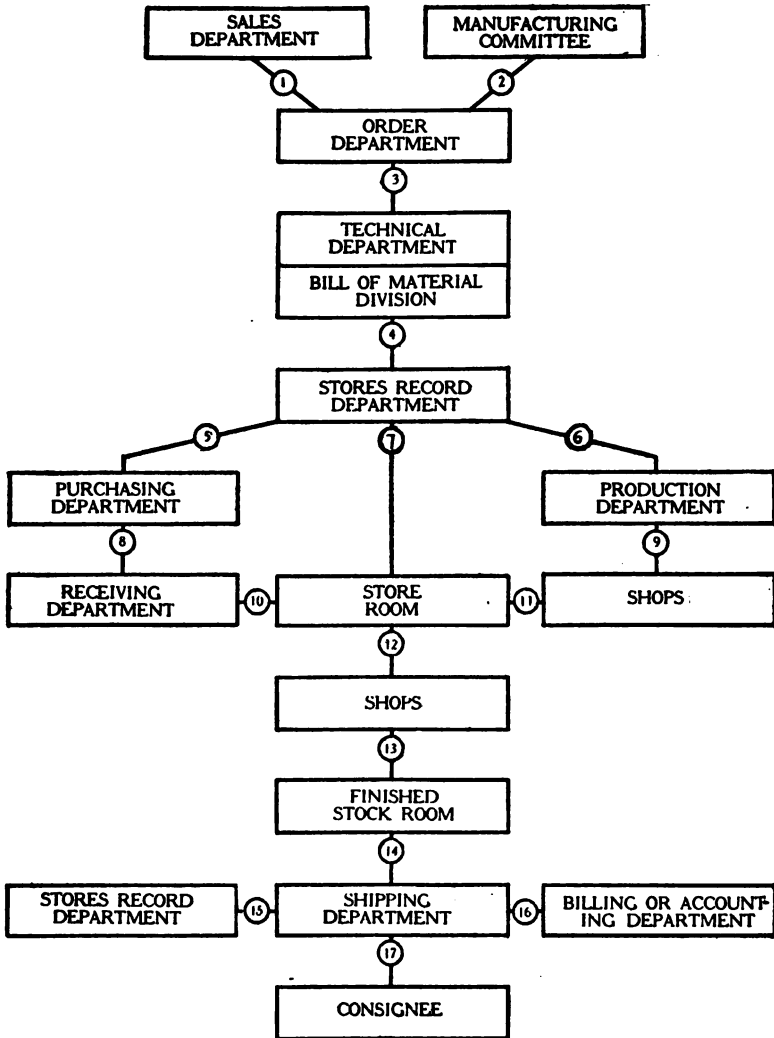 SALES
DEPARTMENT
MANUFACTURING
COMMITTEE
1
2
ORDER
DEPARTMENT
3
TECHNICAL
DEPARTMENT
BILL OF MATERIAL
DIVISION
4
STORES RECORD
DEPARTMENT
5
7
6
PURCHASING
DEPARTMENT
PRODUCTION
DEPARTMENT
8
9
RECEIVING
DEPARTMENT
10
STORE
ROOM
11
SHOPS
12
SHOPS
13
FINISHED
STOCK ROOM
14
STORES RECORD
DEPARTMENT
15
SHIPPING
DEPARTMENT
16
BILLING OR ACCOUNT-
ING DEPARTMENT
17
CONSIGNEE